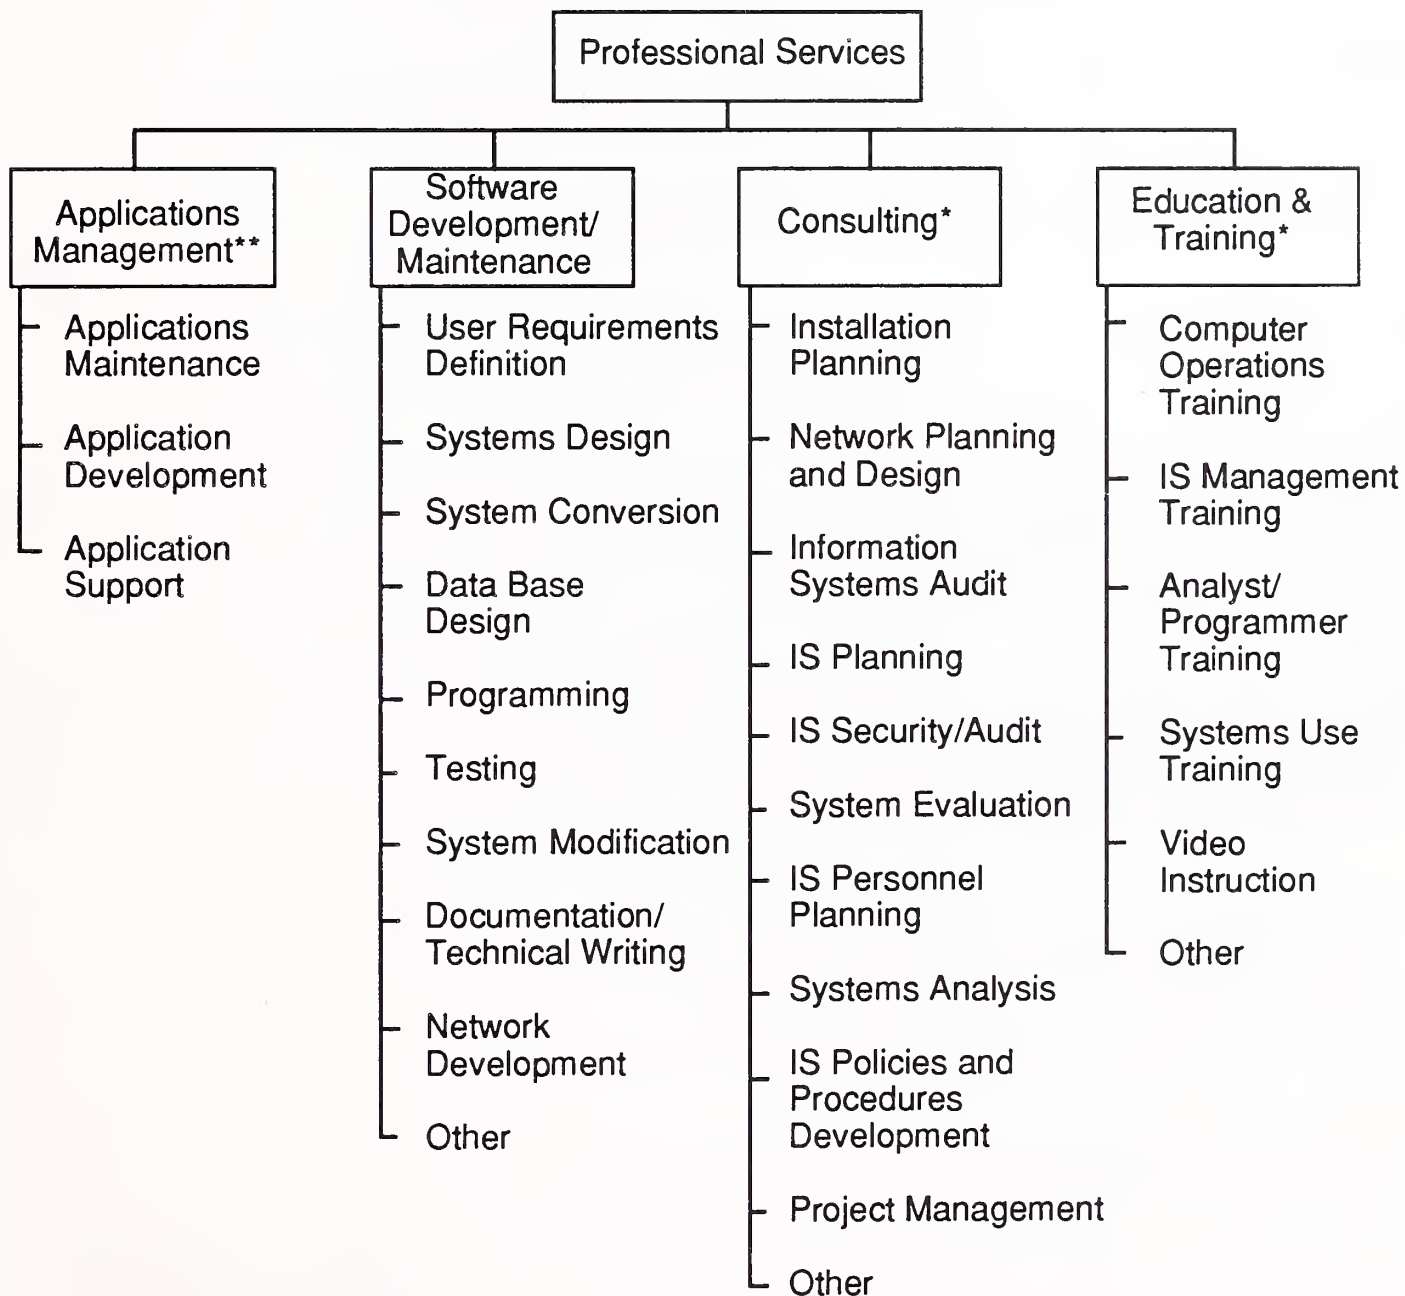 Professional Services
Applications
Management**
Applications
Maintenance
Application
Development
Application
Support
Software
Development/
Maintenance
User Requirements
Definition
Systems Design
System Conversion
Data Base
Design
Programming
Testing
System Modification
Documentation/
Technical Writing
Network
Development
Other
Consulting*
Installation
Planning
Network Planning
and Design
Information
Systems Audit
IS Planning
IS Security/Audit
System Evaluation
IS Personnel
Planning
Systems Analysis
IS Policies and
Procedures
Development
Project Management
Other
Education &
Training*
Computer
Operations
Training
IS Management
Training
Analyst/
Programmer
Training
Systems Use
Training
Video
Instruction
Other